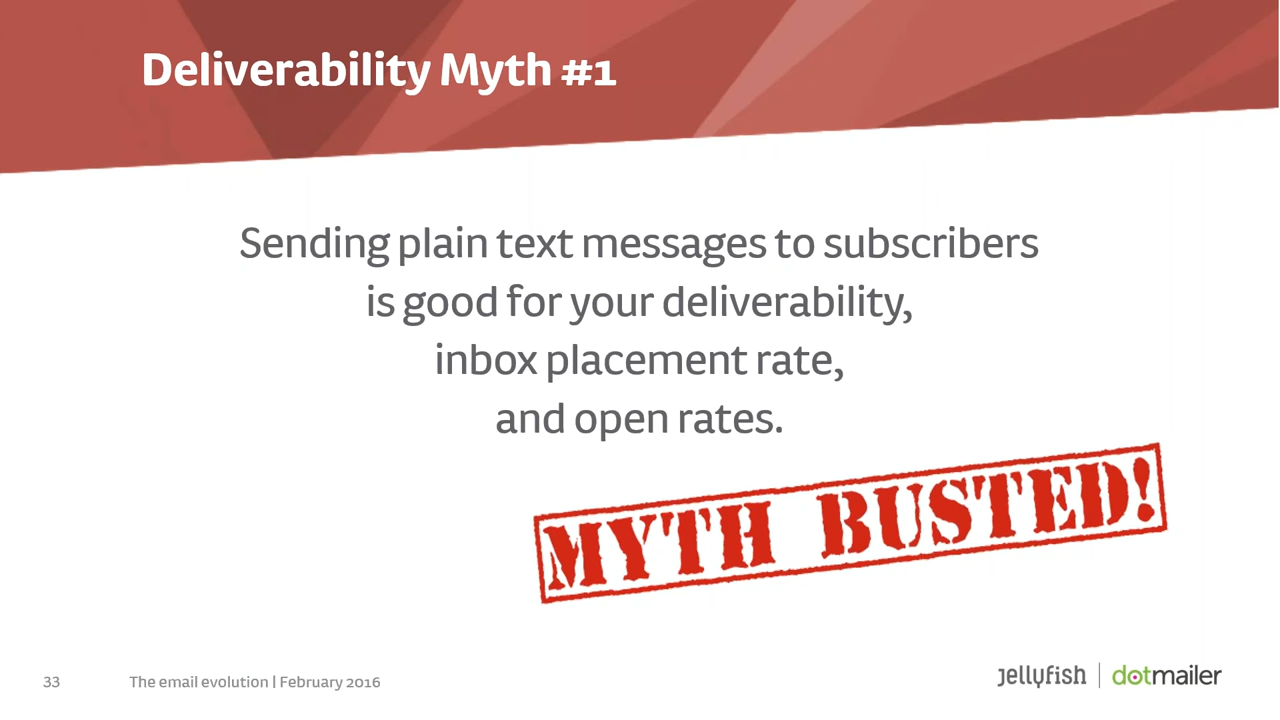 Deliverability Myth #1
Sending plain text messages to subscribers
is good for your deliverability,
inbox placement rate,
and open rates.
MYTH BUSTED!
33 The email evolution | February 2016 jellyfish | dotmailer